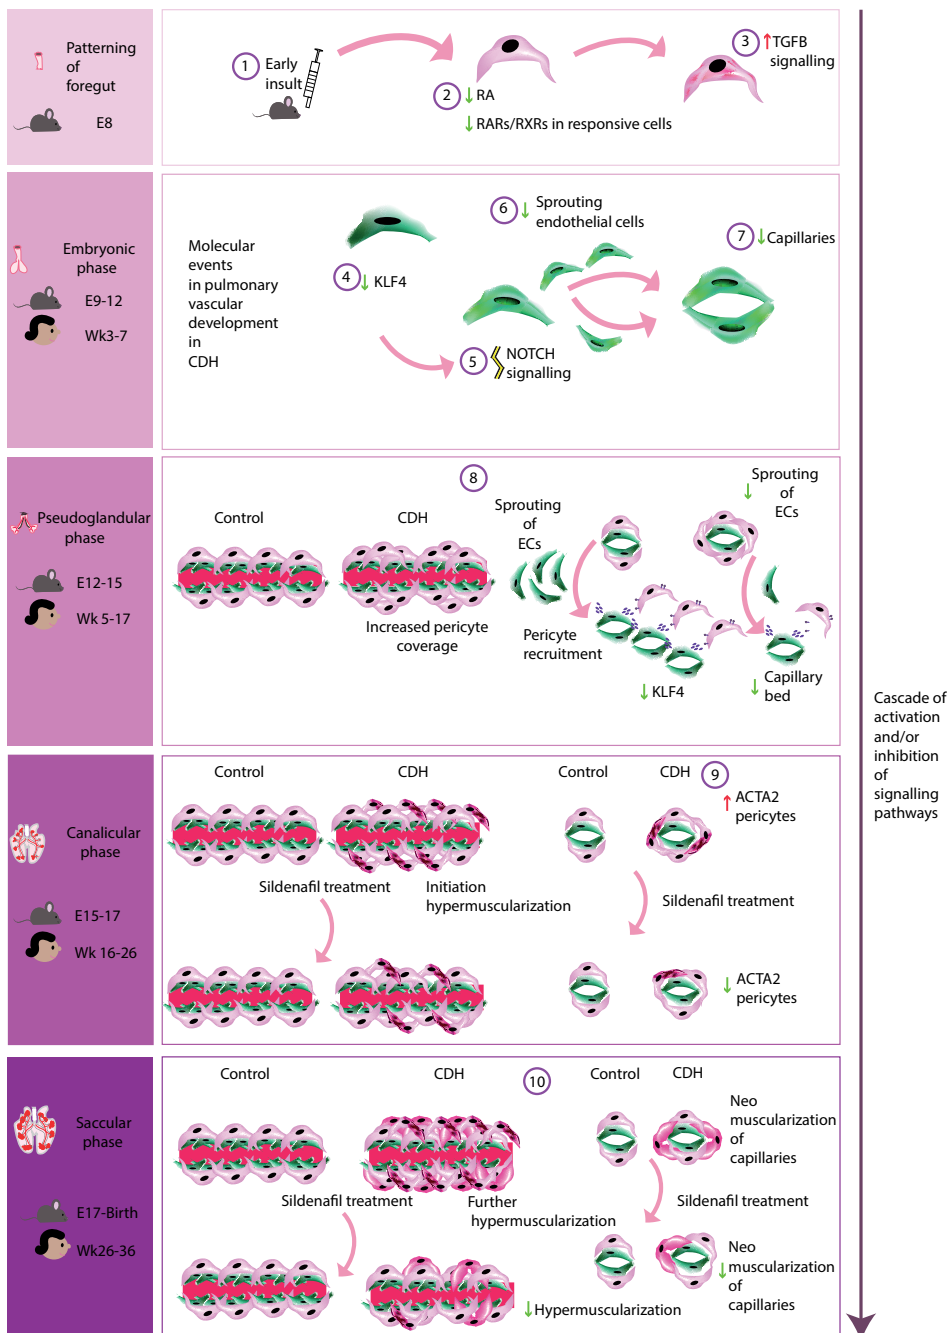 Patterning
of
foregut
E8
1
Early
insult
2
↓RA
↓RARs/RXRs in responsive cells
3
↑TGFB
signalling
Embryonic
phase
E9-12
Wk3-7
Molecular
events
in pulmonary
vascular
development
in
CDH
4
↓KLF4
5
NOTCH
signalling
6
↓Sprouting
endothelial cells
7
↓Capillaries
Pseudoglandular
phase
E12-15
Wk 5-17
8
Control
CDH
Increased pericyte
coverage
Sprouting
of
ECs
Pericyte
recruitment
↓KLF4
↓Sprouting
of
ECs
↓Capillary
bed
Canalicular
phase
E15-17
Wk 16-26
Control
CDH
Sildenafil treatment
Initiation
hypermuscularization
Control
CDH
9
↑ACTA2
pericytes
Sildenafil treatment
↓ACTA2
pericytes
Saccular
phase
E17-Birth
Wk26-36
Control
CDH
10
Sildenafil treatment
Further
hypermuscularization
↓Hypermuscularization
Control
CDH
Neo
muscularization
of
capillaries
Sildenafil treatment
↓Neo
muscularization
of
capillaries
Cascade of
activation
and/or
inhibition
of
signalling
pathways